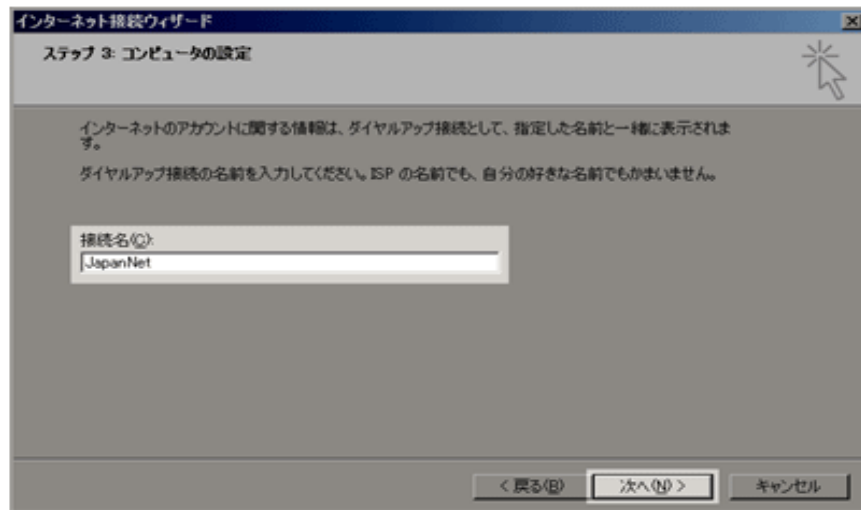 インターネット接続ウィザード
ステップ 3: コンピュータの設定
インターネットのアカウントに関する情報は、ダイヤルアップ接続として、指定した名前と一緒に表示されま
す。
ダイヤルアップ接続の名前を入力してください。ISP の名前でも、自分の好きな名前でもかまいません。
接続名(C):
JapanNet
< 戻る(B)
次へ(N) >
キャンセル